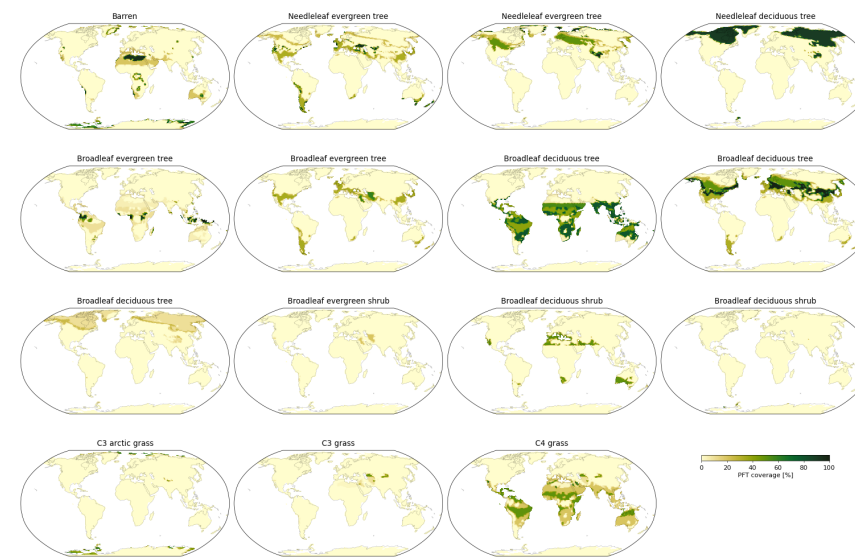 Barren
Needleleaf evergreen tree
Needleleaf evergreen tree
Needleleaf deciduous tree
Broadleaf evergreen tree
Broadleaf evergreen tree
Broadleaf deciduous tree
Broadleaf deciduous tree
Broadleaf deciduous tree
Broadleaf evergreen shrub
Broadleaf deciduous shrub
Broadleaf deciduous shrub
C3 arctic grass
C3 grass
C4 grass
0 20 40 60 80 100
PFT coverage [%]